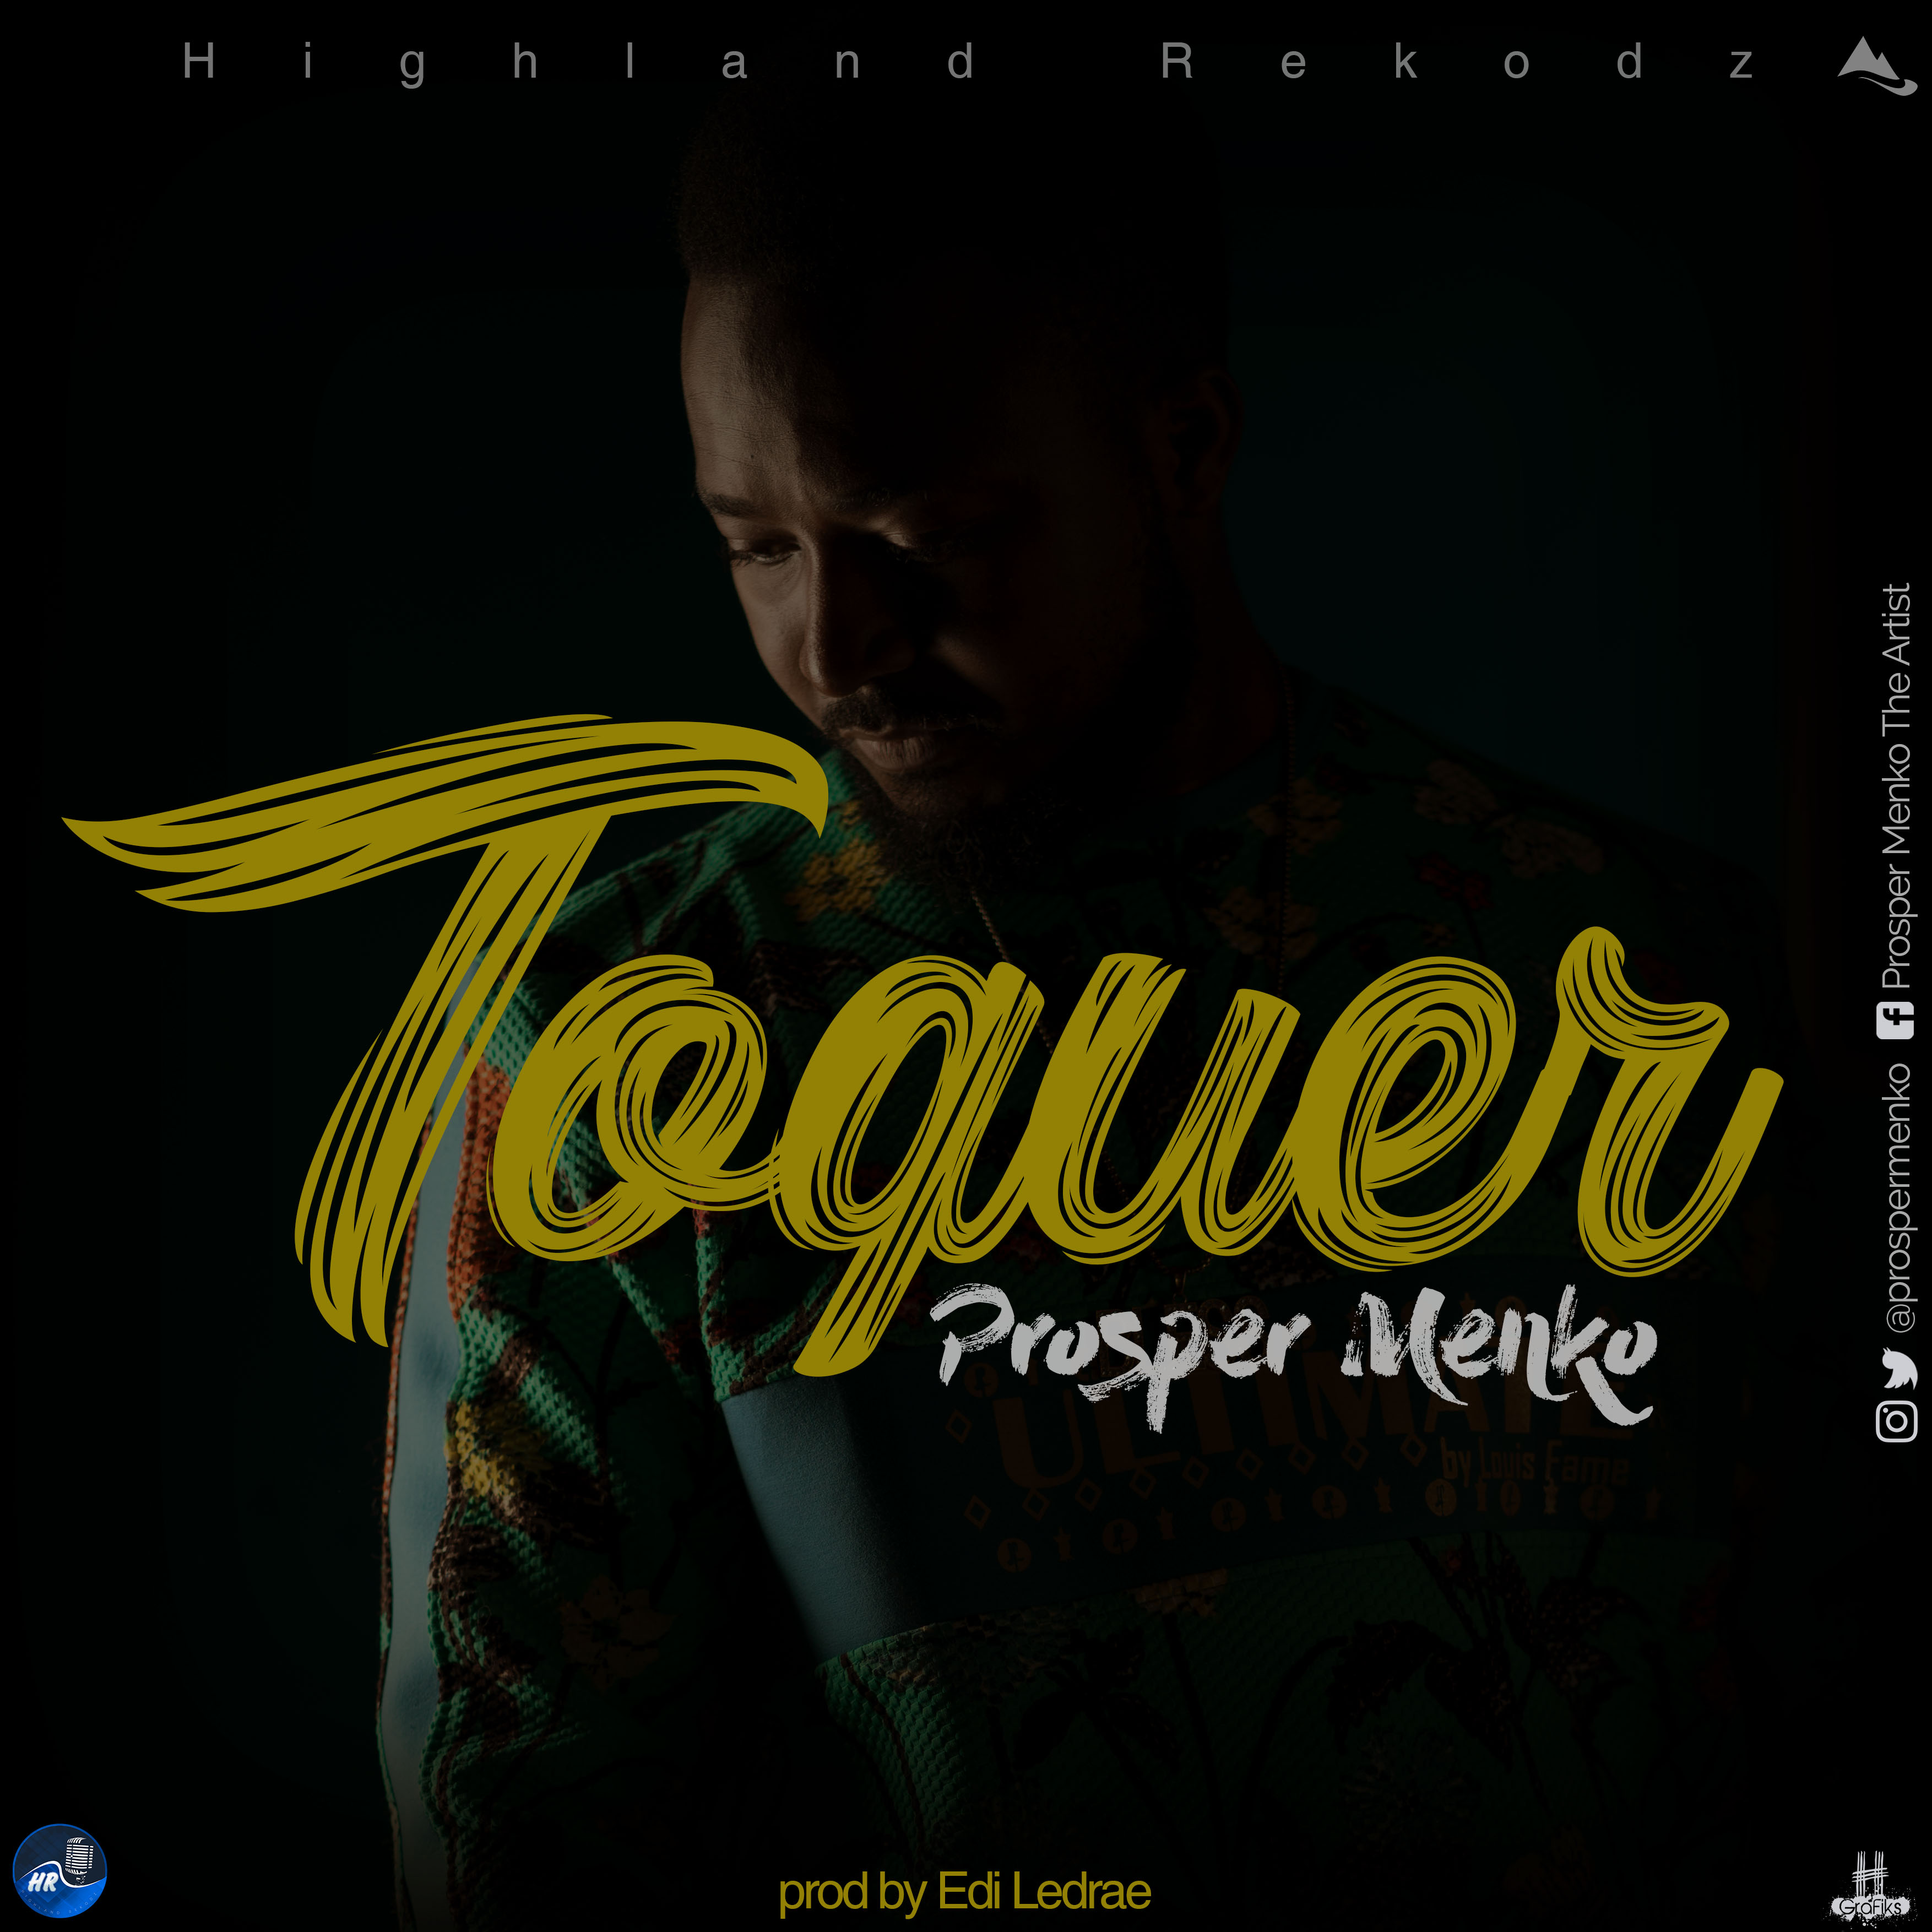 Highland Rekodz
Toquer
Prosper Menko
ULTIMATE
by Louis Fame
Prosper Menko The Artist
@prospermenko
prod by Edi Ledrae
HR
Grafiks